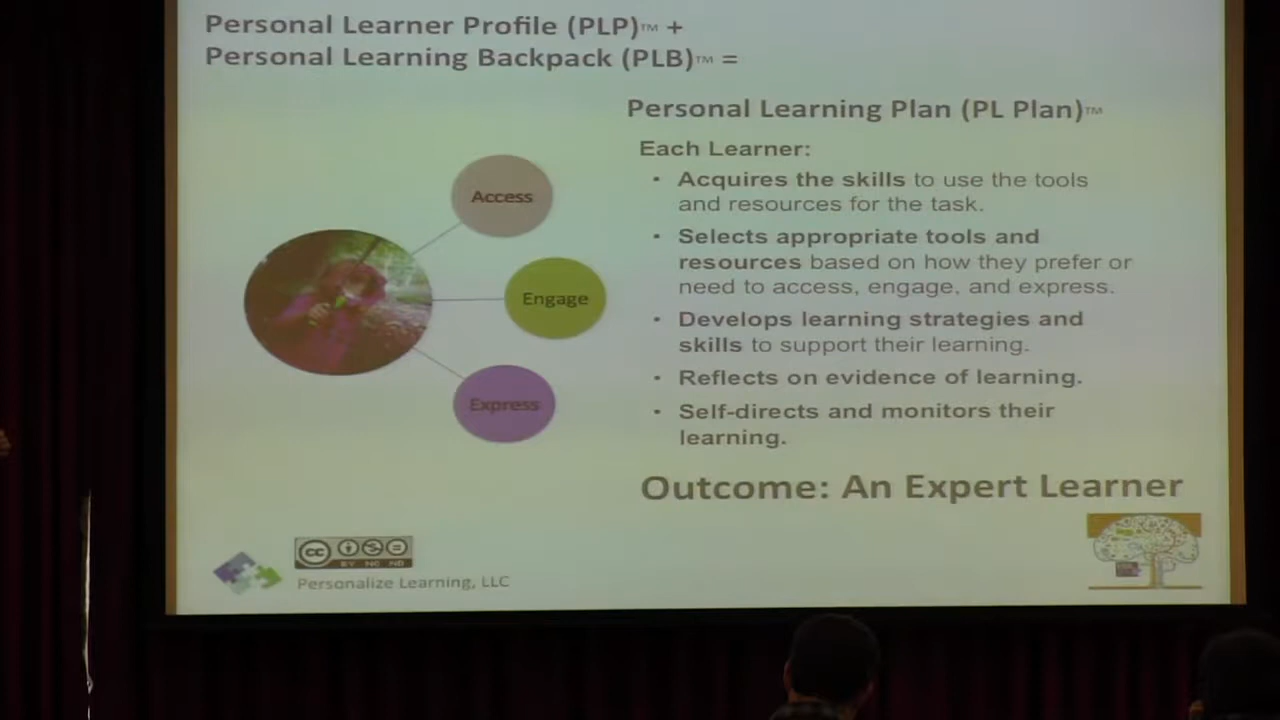 Personal Learner Profile (PLP)™ +
Personal Learning Backpack (PLB)™ =
Personal Learning Plan (PL Plan)™
Each Learner:
• Acquires the skills to use the tools
and resources for the task.
• Selects appropriate tools and
resources based on how they prefer or
need to access, engage, and express.
• Develops learning strategies and
skills to support their learning.
• Reflects on evidence of learning.
• Self-directs and monitors their
learning.
Access
Engage
Express
Outcome: An Expert Learner
cc
BY NC ND
Personalize Learning, LLC